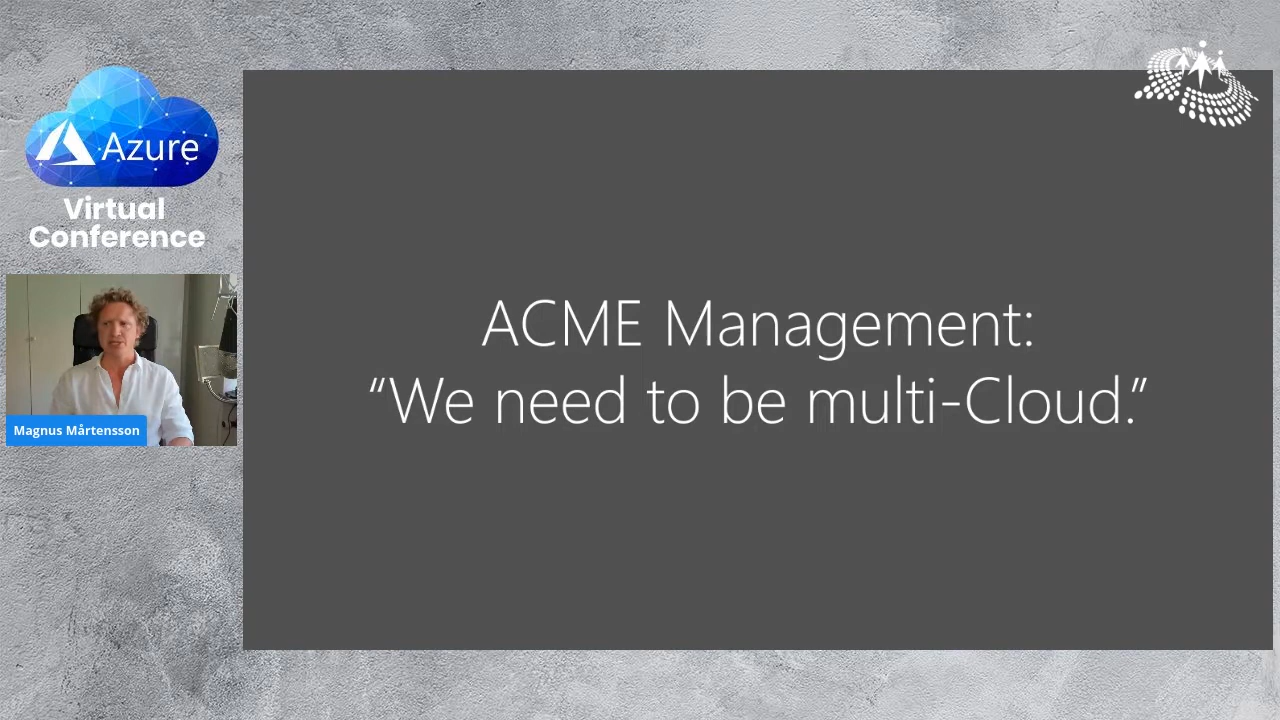 Azure
Virtual
Conference
Magnus Mårtensson
ACME Management:
“We need to be multi-Cloud.”